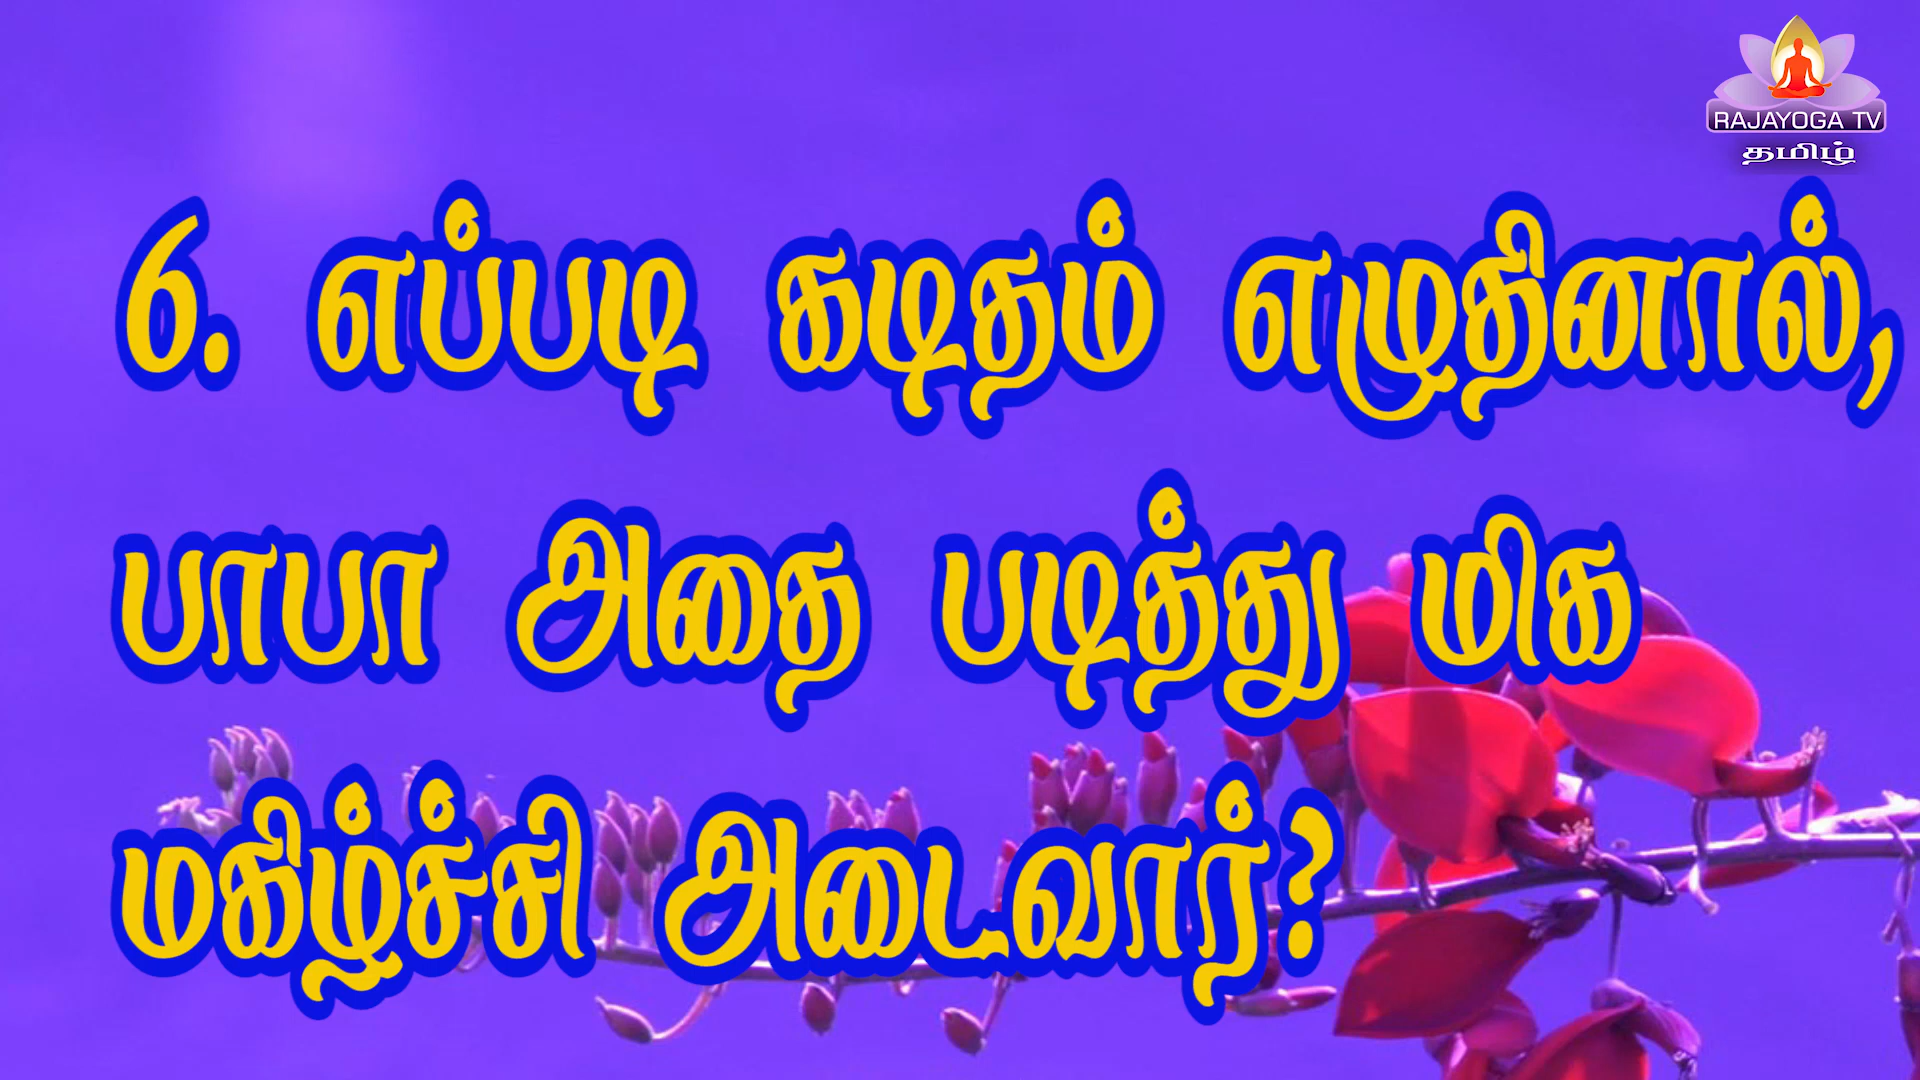 RAJAYOGA TV
தமிழ்
6. எப்படி கடிதம் எழுதினால்,
பாபா அதை படித்து மிக
மகிழ்ச்சி அடைவார்?